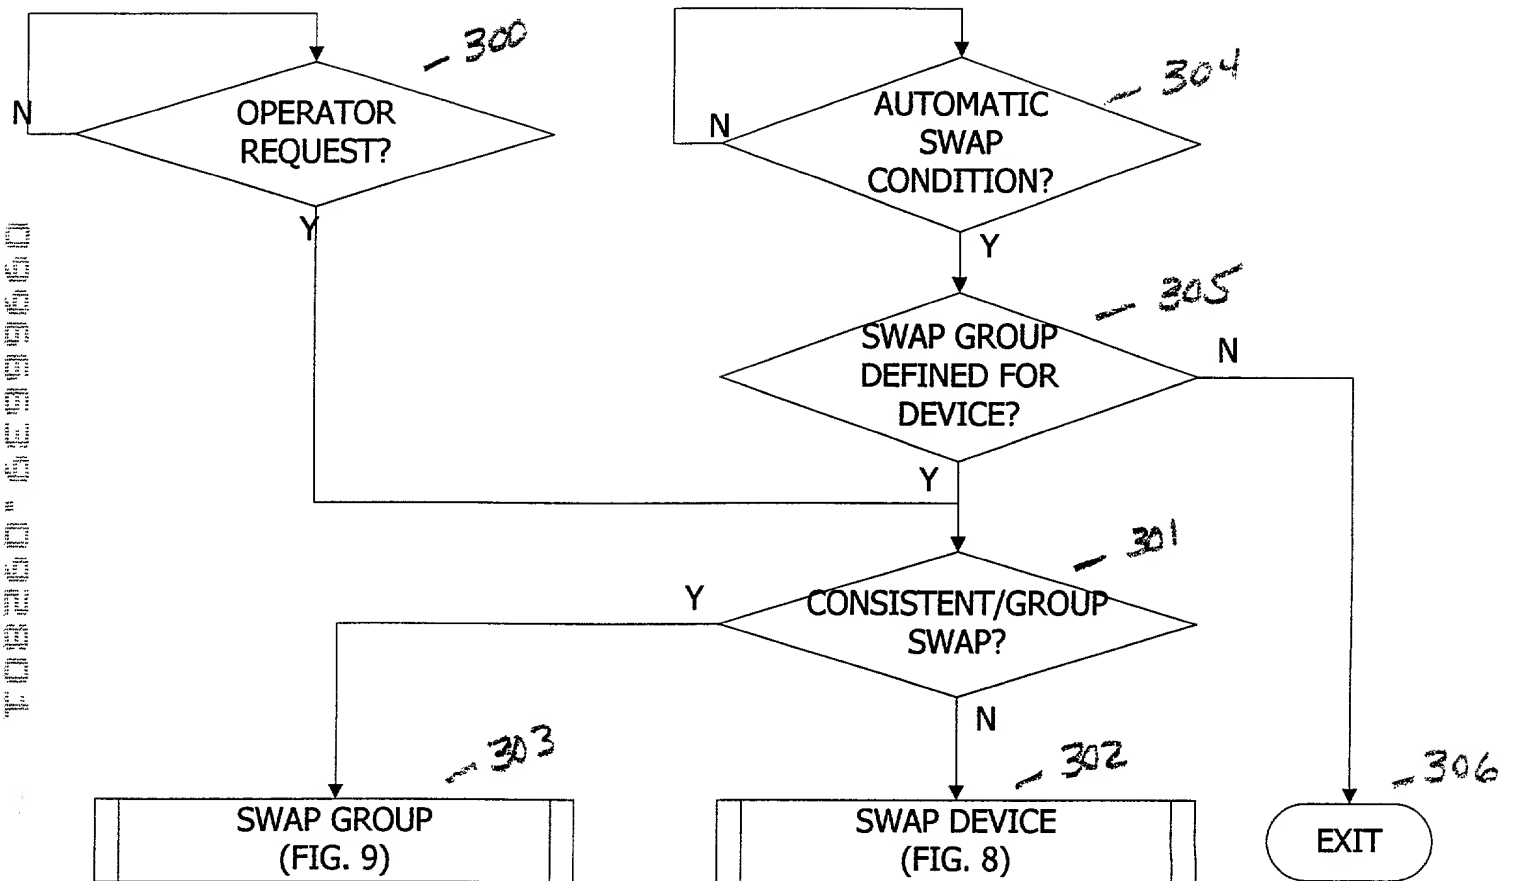 - 300
OPERATOR
REQUEST?
N
Y
- 304
AUTOMATIC
SWAP
CONDITION?
N
Y
- 305
SWAP GROUP
DEFINED FOR
DEVICE?
N
Y
- 301
CONSISTENT/GROUP
SWAP?
Y
N
- 303
SWAP GROUP
(FIG. 9)
- 302
SWAP DEVICE
(FIG. 8)
- 306
EXIT